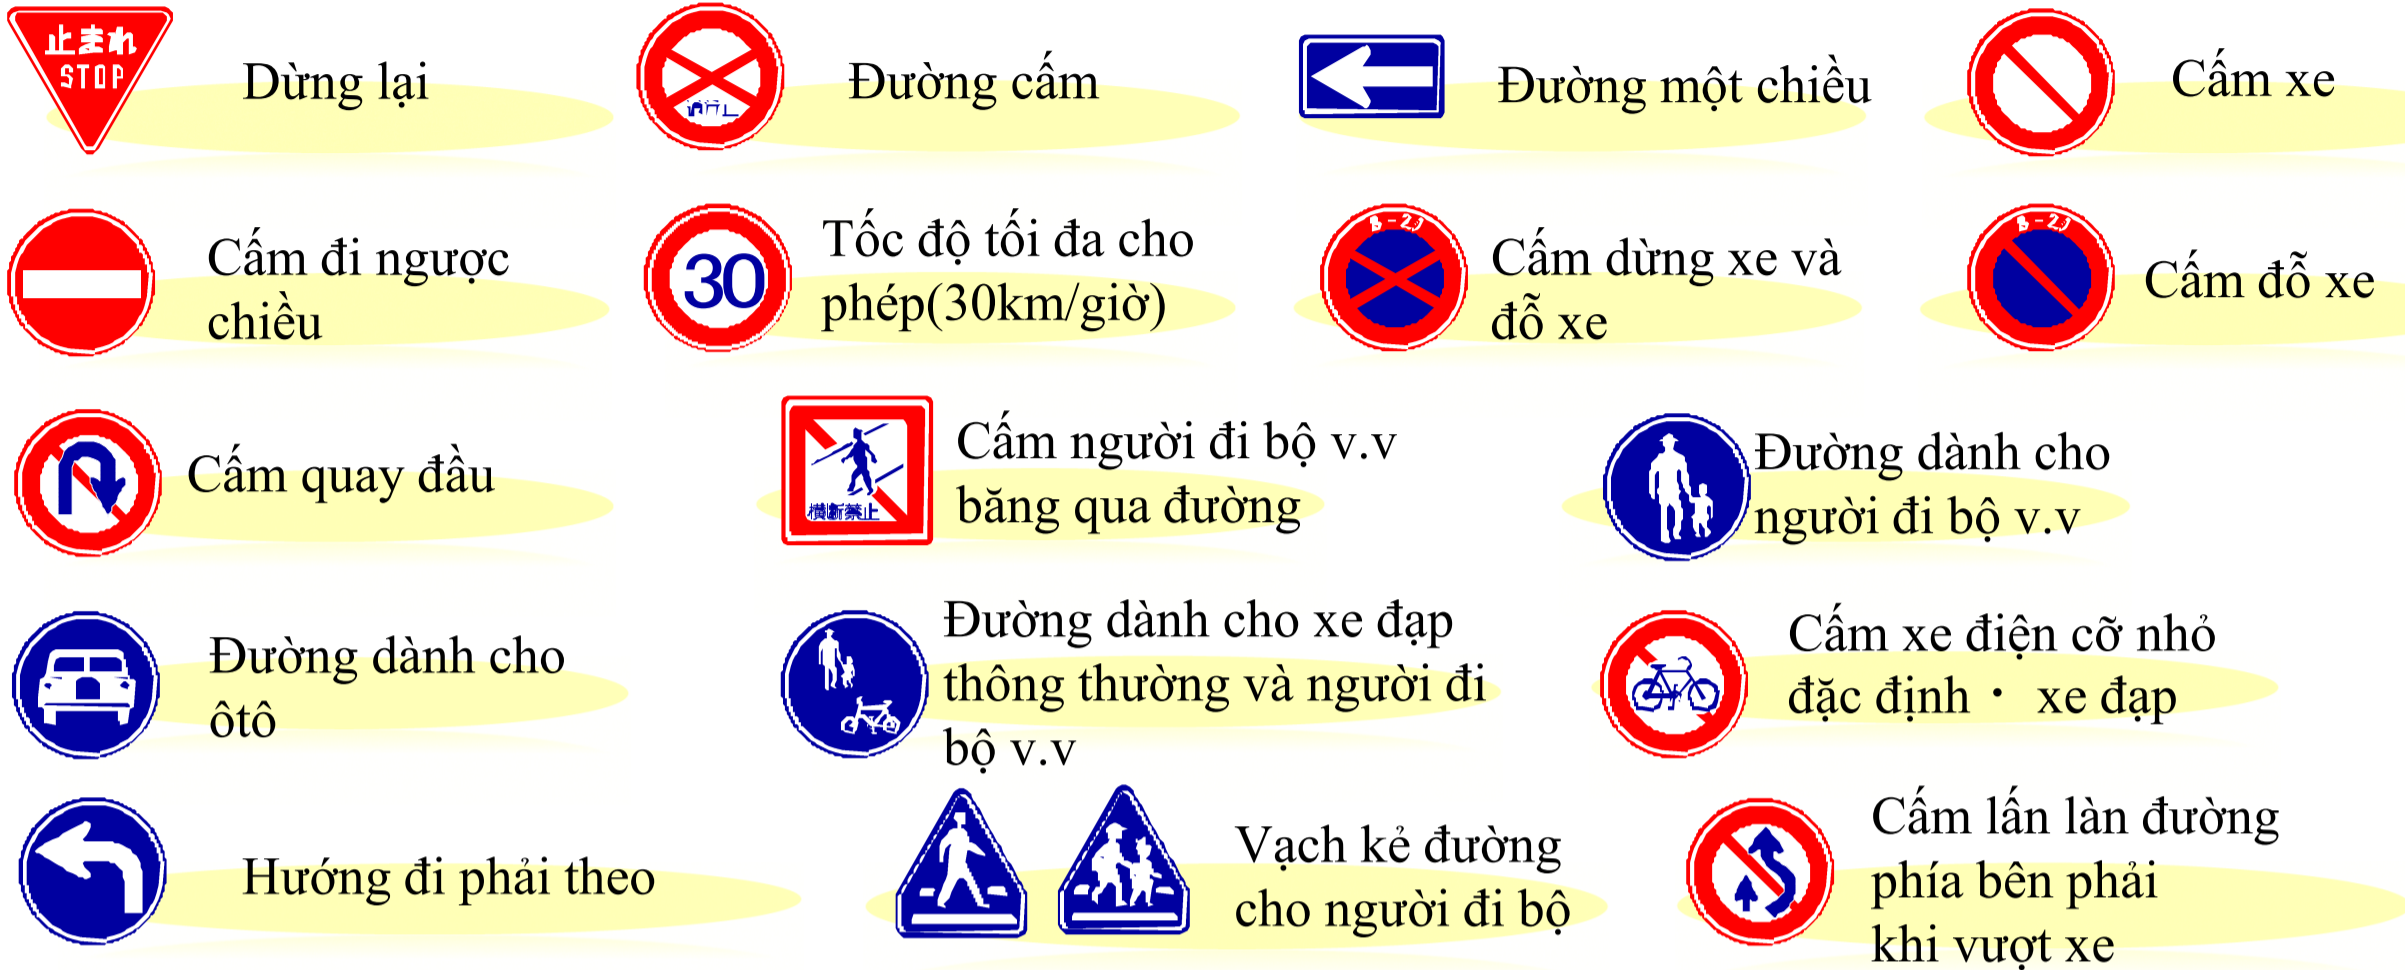 止まれ
STOP
Dừng lại
Đường cấm
Đường một chiều
Cấm xe
Cấm đi ngược
chiều
30
Tốc độ tối đa cho
phép(30km/giờ)
8-20
Cấm dừng xe và
đỗ xe
8-20
Cấm đỗ xe
Cấm quay đầu
横断禁止
Cấm người đi bộ v.v
băng qua đường
Đường dành cho
người đi bộ v.v
Đường dành cho
ôtô
Đường dành cho xe đạp
thông thường và người đi
bộ v.v
Cấm xe điện cỡ nhỏ
đặc định・ xe đạp
Hướng đi phải theo
Vạch kẻ đường
cho người đi bộ
Cấm lấn làn đường
phía bên phải
khi vượt xe